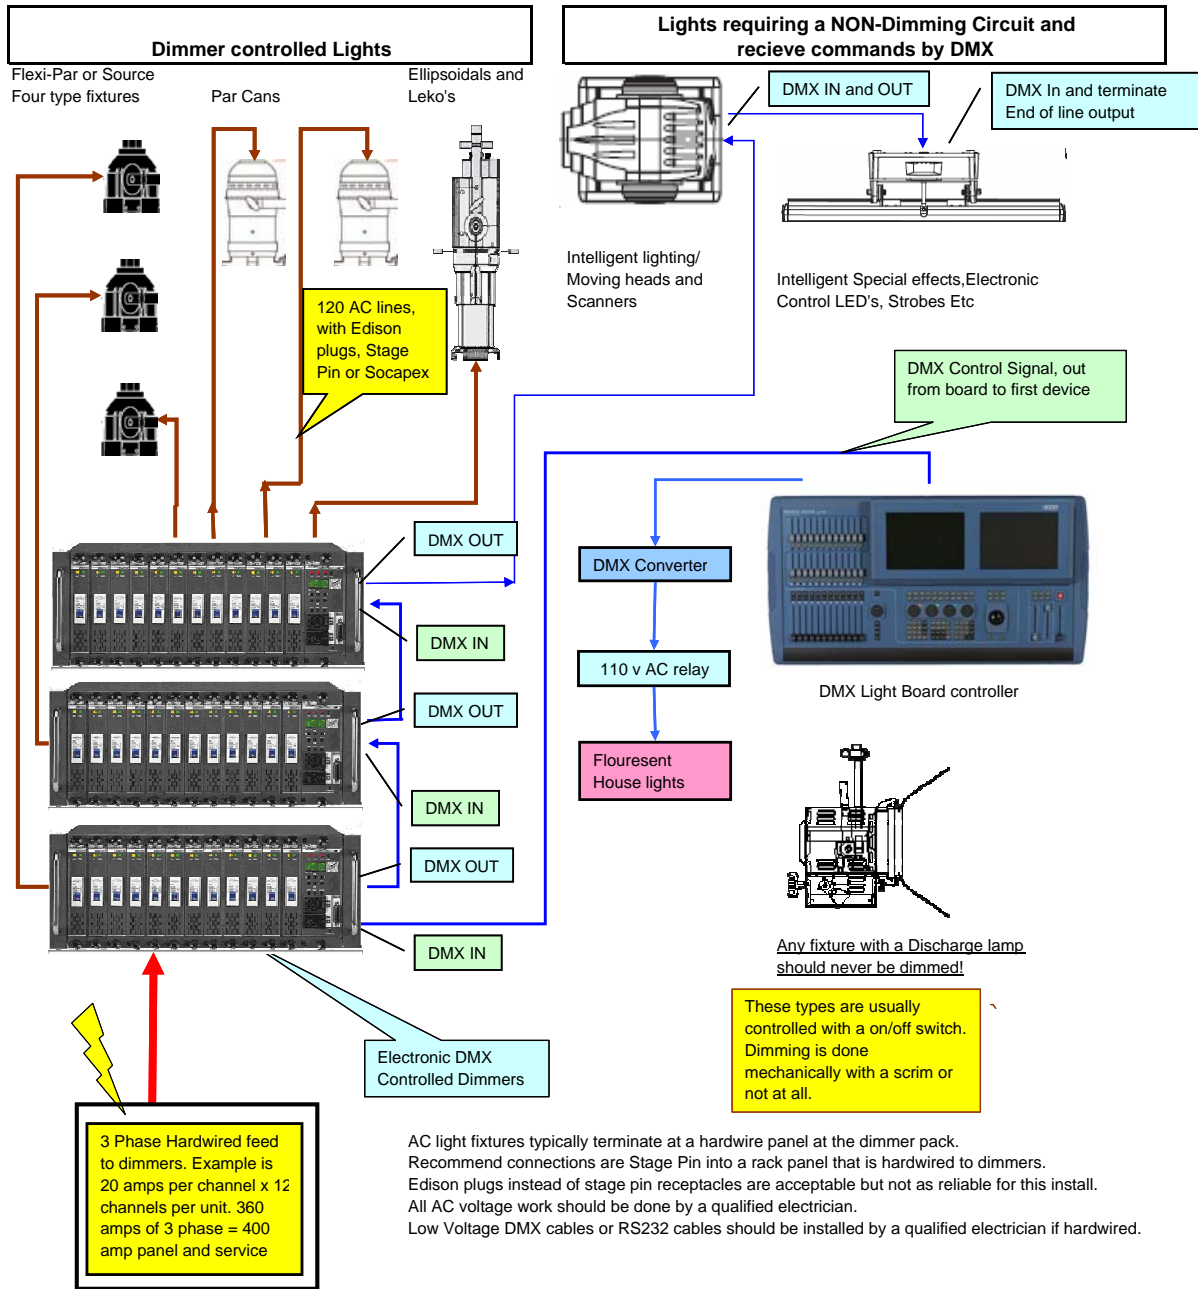 Dimmer controlled Lights
Lights requiring a NON-Dimming Circuit and
recieve commands by DMX
Flexi-Par or Source
Four type fixtures
Par Cans
Ellipsoidals and
Leko's
DMX IN and OUT
DMX In and terminate
End of line output
Intelligent lighting/
Moving heads and
Scanners
Intelligent Special effects,Electronic
Control LED's, Strobes Etc
120 AC lines,
with Edison
plugs, Stage
Pin or Socapex
DMX Control Signal, out
from board to first device
DMX OUT
DMX IN
DMX OUT
DMX IN
DMX OUT
DMX IN
DMX Converter
110 v AC relay
Flouresent
House lights
DMX Light Board controller
Any fixture with a Discharge lamp
should never be dimmed!
These types are usually
controlled with a on/off switch.
Dimming is done
mechanically with a scrim or
not at all.
Electronic DMX
Controlled Dimmers
3 Phase Hardwired feed
to dimmers. Example is
20 amps per channel x 12
channels per unit. 360
amps of 3 phase = 400
amp panel and service
AC light fixtures typically terminate at a hardwire panel at the dimmer pack.
Recommend connections are Stage Pin into a rack panel that is hardwired to dimmers.
Edison plugs instead of stage pin receptacles are acceptable but not as reliable for this install.
All AC voltage work should be done by a qualified electrician.
Low Voltage DMX cables or RS232 cables should be installed by a qualified electrician if hardwired.